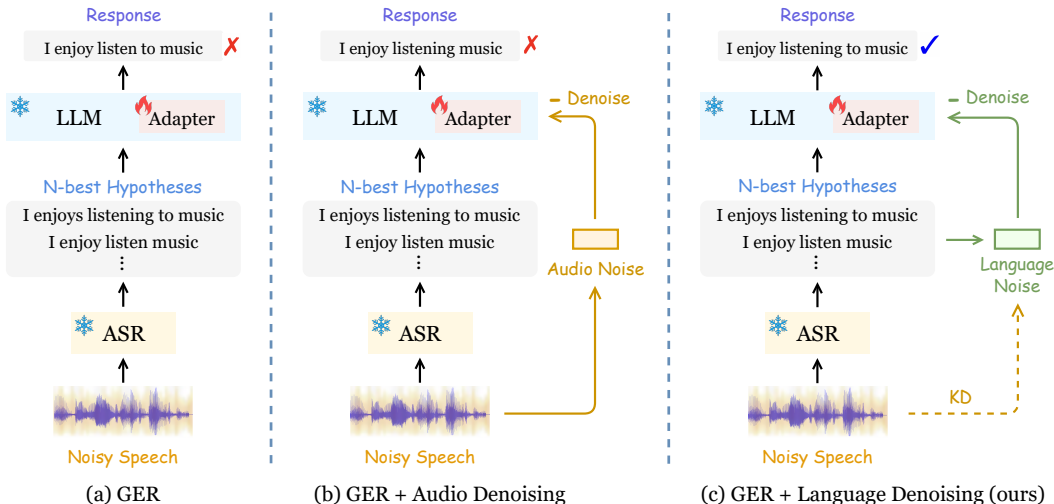 Response
I enjoy listen to music
LLM
Adapter
N-best Hypotheses
I enjoys listening to music
I enjoy listen music
⋮
ASR
Noisy Speech
(a) GER
Response
I enjoy listening music
LLM
Adapter
– Denoise
N-best Hypotheses
I enjoys listening to music
I enjoy listen music
⋮
Audio Noise
ASR
Noisy Speech
(b) GER + Audio Denoising
Response
I enjoy listening to music
LLM
Adapter
– Denoise
N-best Hypotheses
I enjoys listening to music
I enjoy listen music
⋮
Language
Noise
ASR
KD
Noisy Speech
(c) GER + Language Denoising (ours)